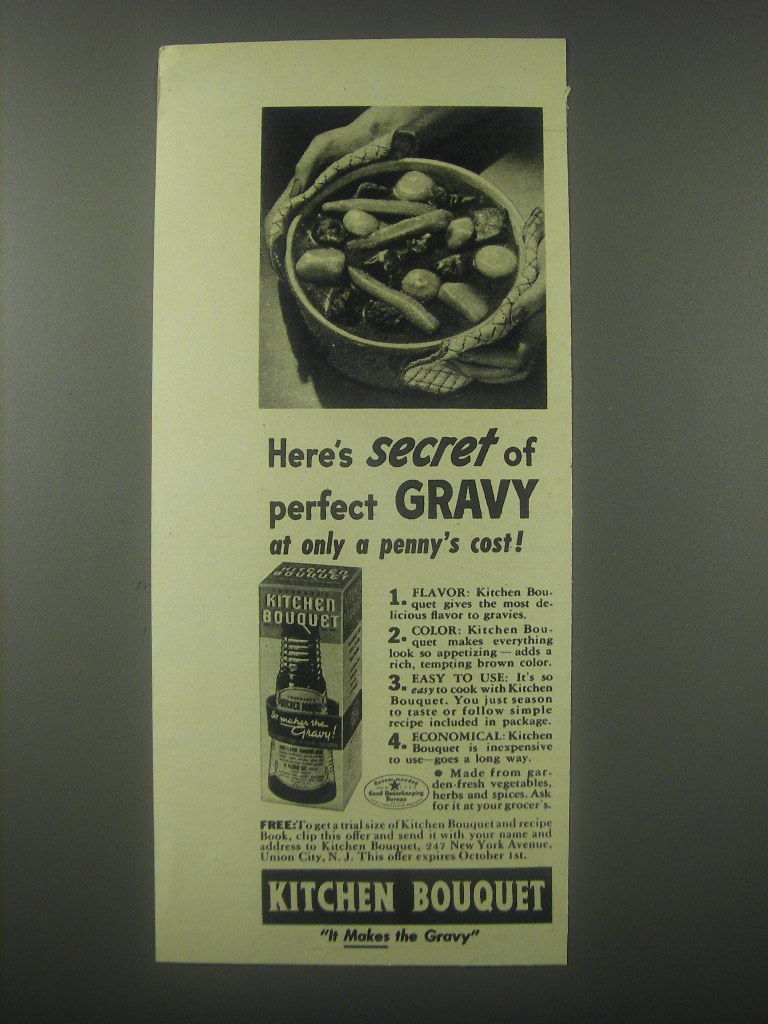 Here's secret of
perfect GRAVY
at only a penny's cost!
KITCHEN
BOUQUET
KITCHEN
BOUQUET
KITCHEN BOUQUET
It makes the
Gravy!
1. FLAVOR: Kitchen Bou-
quet gives the most de-
licious flavor to gravies.
2. COLOR: Kitchen Bou-
quet makes everything
look so appetizing — adds a
rich, tempting brown color.
3. EASY TO USE: It's so
easy to cook with Kitchen
Bouquet. You just season
to taste or follow simple
recipe included in package.
4. ECONOMICAL: Kitchen
Bouquet is inexpensive
to use—goes a long way.
• Made from gar-
den-fresh vegetables,
herbs and spices. Ask
for it at your grocer's.
Recommended
Good Housekeeping
Bureau
FREE: To get a trial size of Kitchen Bouquet and recipe
Book, clip this offer and send it with your name and
address to Kitchen Bouquet, 247 New York Avenue,
Union City, N. J. This offer expires October 1st.
KITCHEN BOUQUET
"It Makes the Gravy"